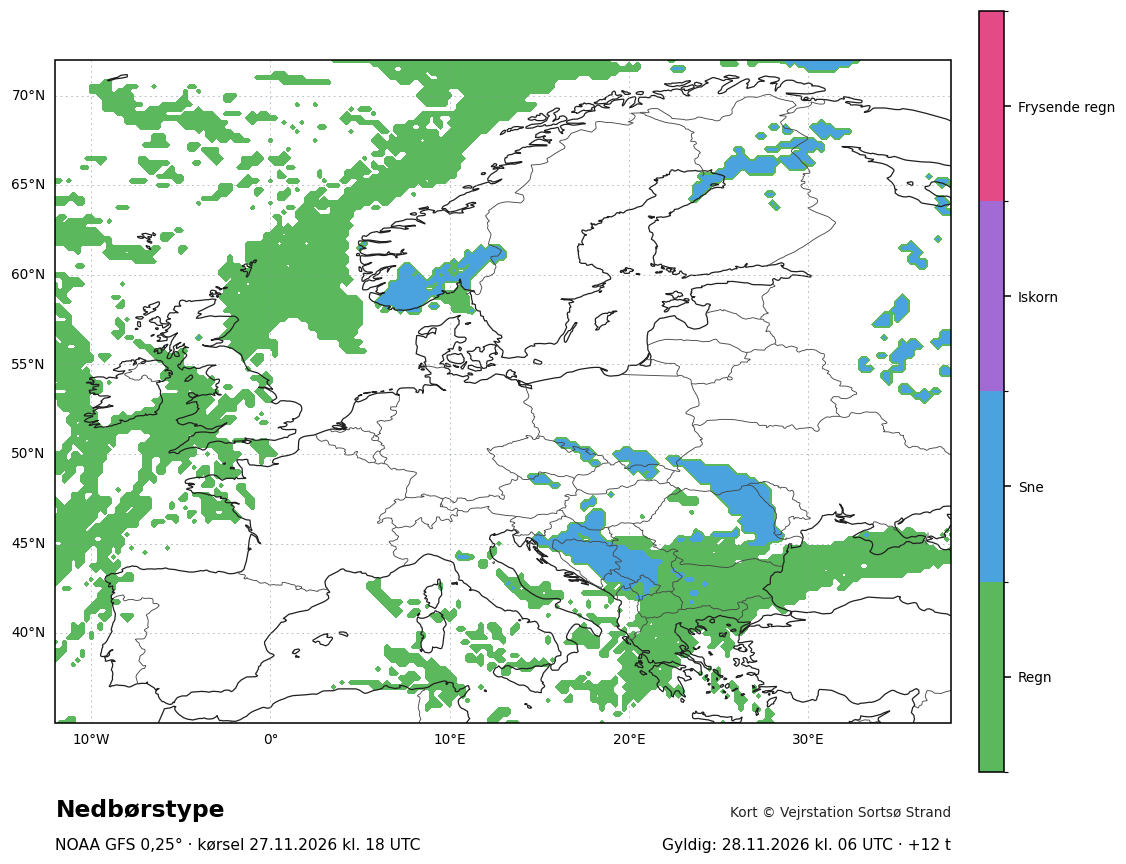 70°N
65°N
60°N
55°N
50°N
45°N
40°N
10°W
0°
10°E
20°E
30°E
Frysende regn
Iskorn
Sne
Regn
Nedbørstype
Kort © Vejrstation Sortsø Strand
NOAA GFS 0,25° · kørsel 27.11.2026 kl. 18 UTC
Gyldig: 28.11.2026 kl. 06 UTC · +12 t